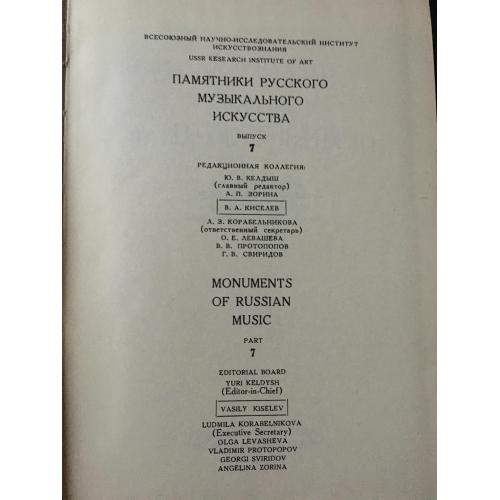 ВСЕСОЮЗНЫЙ НАУЧНО-ИССЛЕДОВАТЕЛЬСКИЙ ИНСТИТУТ
ИСКУССТВОЗНАНИЯ
USSR RESEARCH INSTITUTE OF ART
ПАМЯТНИКИ РУССКОГО
МУЗЫКАЛЬНОГО
ИСКУССТВА
ВЫПУСК
7
РЕДАКЦИОННАЯ КОЛЛЕГИЯ:
Ю. В. КЕЛДЫШ
(главный редактор)
А. П. ЗОРИНА
В. А. КИСЕЛЕВ
Л. З. КОРАБЕЛЬНИКОВА
(ответственный секретарь)
О. Е. ЛЕВАШЕВА
В. В. ПРОТОПОПОВ
Г. В. СВИРИДОВ
MONUMENTS
OF RUSSIAN
MUSIC
PART
7
EDITORIAL BOARD
YURI KELDYSH
(Editor-in-Chief)
VASILY KISELEV
LUDMILA KORABELNIKOVA
(Executive Secretary)
OLGA LEVASHEVA
VLADIMIR PROTOPOPOV
GEORGI SVIRIDOV
ANGELINA ZORINA